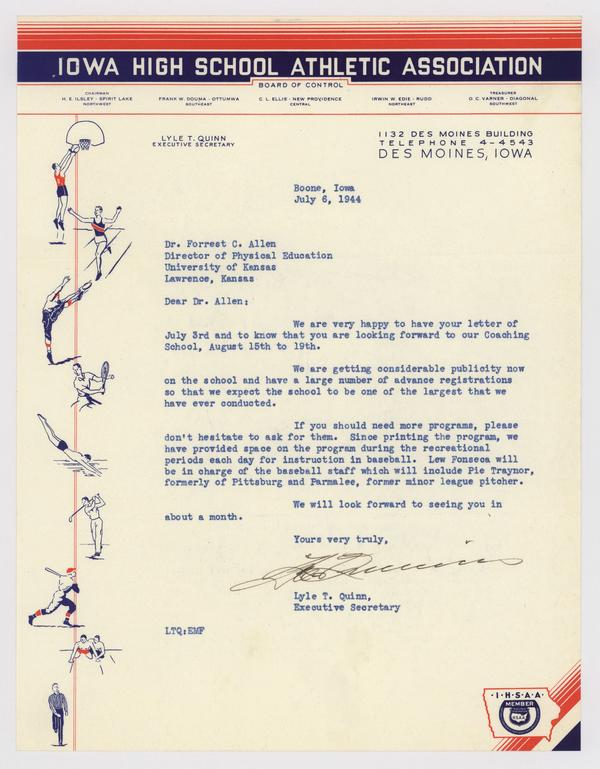 IOWA HIGH SCHOOL ATHLETIC ASSOCIATION
BOARD OF CONTROL
CHAIRMAN
H. E. ILSLEY - SPIRIT LAKE
NORTHWEST
FRANK W. DOUMA - OTTUMWA
SOUTHEAST
C. L. ELLIS - NEW PROVIDENCE
CENTRAL
IRWIN W. EDIE - RUDD
NORTHEAST
TREASURER
O. C. VARNER - DIAGONAL
SOUTHWEST
LYLE T. QUINN
EXECUTIVE SECRETARY
1132 DES MOINES BUILDING
TELEPHONE 4-4543
DES MOINES, IOWA
Boone, Iowa
July 6, 1944
Dr. Forrest C. Allen
Director of Physical Education
University of Kansas
Lawrence, Kansas
Dear Dr. Allen:
We are very happy to have your letter of
July 3rd and to know that you are looking forward to our Coaching
School, August 15th to 19th.
We are getting considerable publicity now
on the school and have a large number of advance registrations
so that we expect the school to be one of the largest that we
have ever conducted.
If you should need more programs, please
don't hesitate to ask for them. Since printing the program, we
have provided space on the program during the recreational
periods each day for instruction in baseball. Lew Fonseca will
be in charge of the baseball staff which will include Pie Traynor,
formerly of Pittsburg and Parmalee, former minor league pitcher.
We will look forward to seeing you in
about a month.
Yours very truly,
Lyle T. Quinn,
Executive Secretary
LTQ:EMF
I.H.S.A.A.
MEMBER